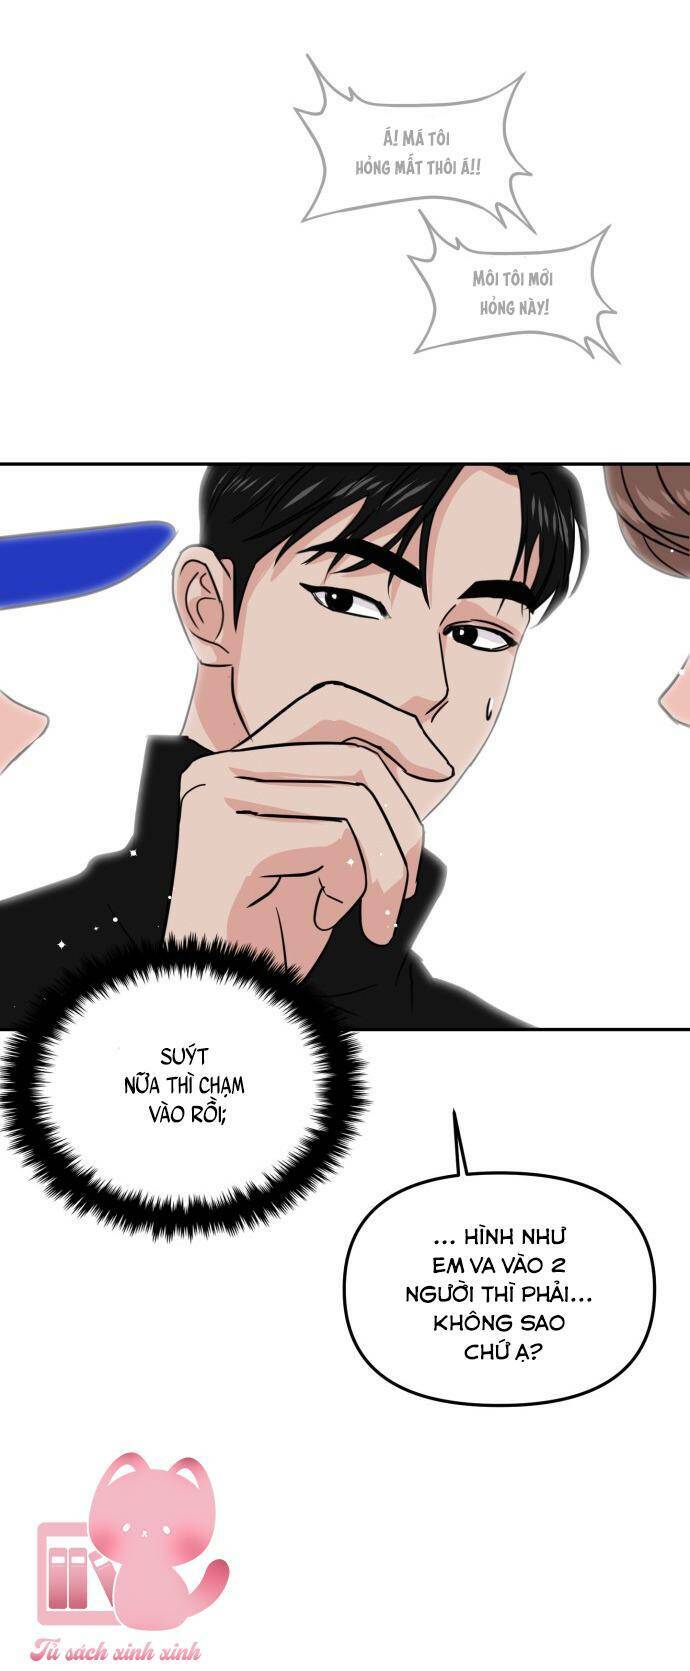 Á! MÁ TÔI
HỎNG MẤT THÔI Á!!
MÔI TÔI MỚI
HỎNG NÀY!
SUÝT
NỮA THÌ CHẠM
VÀO RỒI;
... HÌNH NHƯ
EM VA VÀO 2
NGƯỜI THÌ PHẢI...
KHÔNG SAO
CHỨ Ạ?
Tủ sách xinh xinh